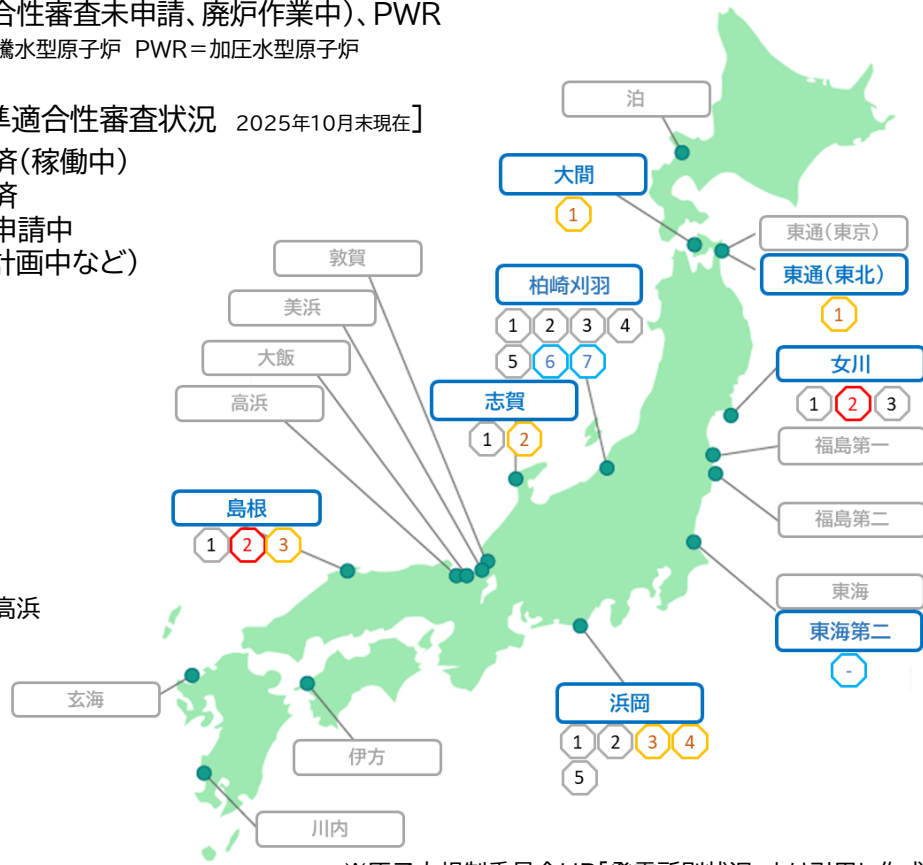 合性審査未申請、廃炉作業中)、PWR
騰水型原子炉 PWR=加圧水型原子炉
準適合性審査状況 2025年10月末現在]
済(稼働中)
済
申請中
計画中など)
泊
大間
1
東通(東京)
東通(東北)
1
敦賀
美浜
大飯
高浜
柏崎刈羽
1 2 3 4
5 6 7
志賀
1 2
女川
1 2 3
福島第一
福島第二
島根
1 2 3
東海
東海第二
-
高浜
玄海
伊方
川内
浜岡
1 2 3 4
5